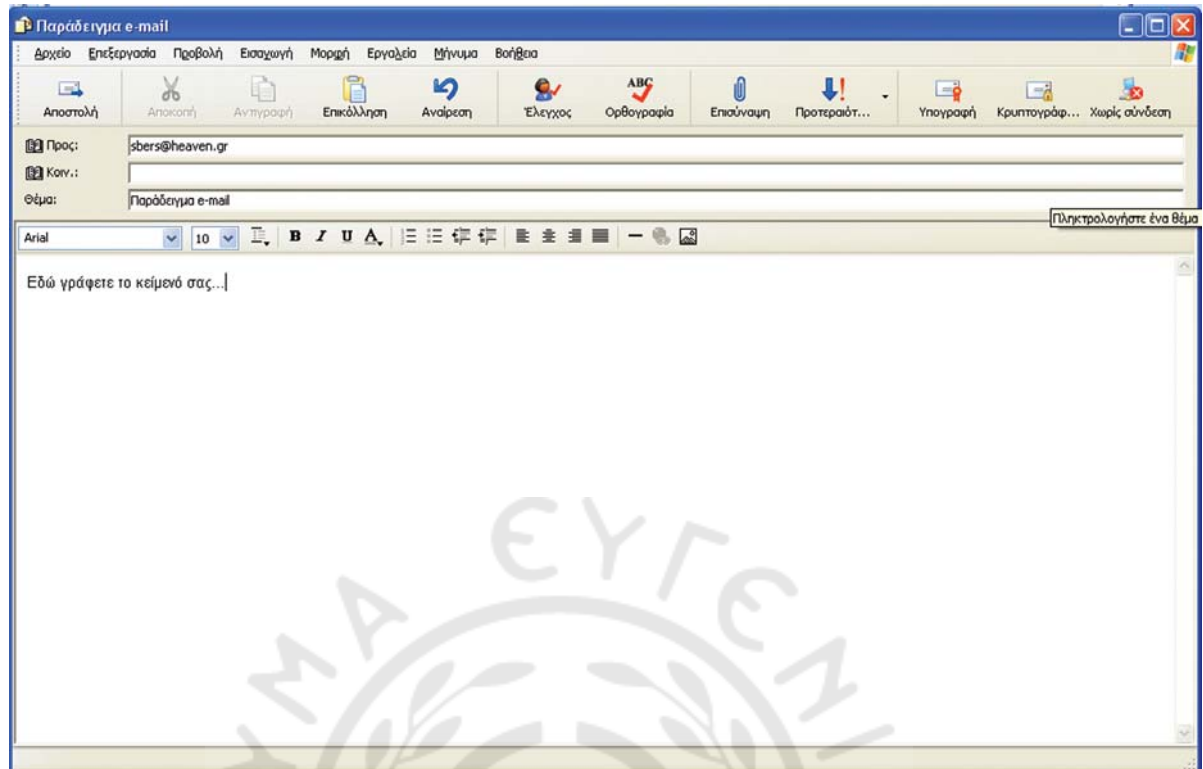 Παράδειγμα e-mail
Αρχείο Επεξεργασία Προβολή Εισαγωγή Μορφή Εργαλεία Μήνυμα Βοήθεια
Αποστολή Αποκοπή Αντιγραφή Επικόλληση Αναίρεση Έλεγχος Ορθογραφία Επισύναψη Προτεραιότ... Υπογραφή Κρυπτογράφ... Χωρίς σύνδεση
Προς: sbers@heaven.gr
Κοιν.:
Θέμα: Παράδειγμα e-mail
Πληκτρολογήστε ένα θέμα
Arial 10 B I U A
Εδώ γράφετε το κείμενό σας...
ΜΑ ΕΥΓΕΝΙ